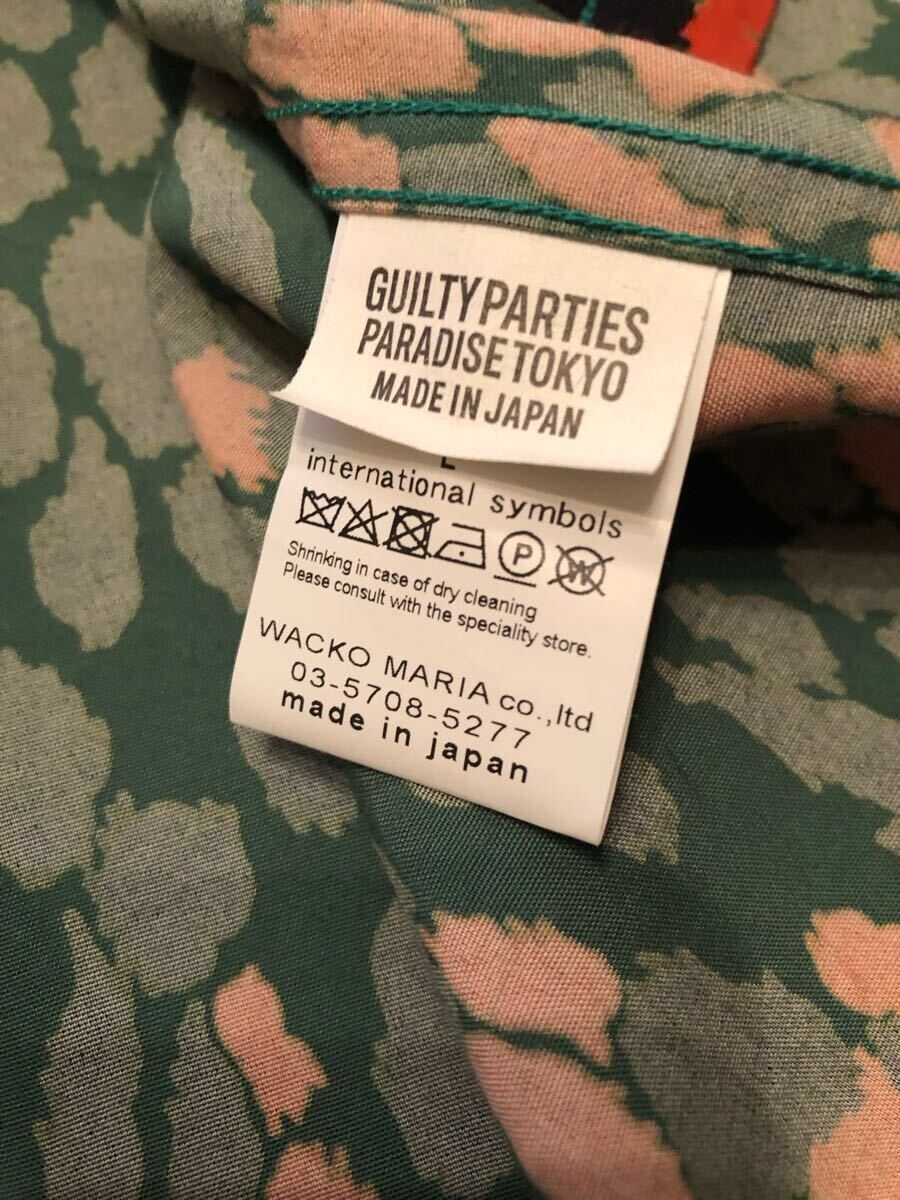 GUILTY PARTIES
PARADISE TOKYO
MADE IN JAPAN
L
international symbols
P W
Shrinking in case of dry cleaning
Please consult with the speciality store.
WACKO MARIA co.,ltd
03-5708-5277
made in japan